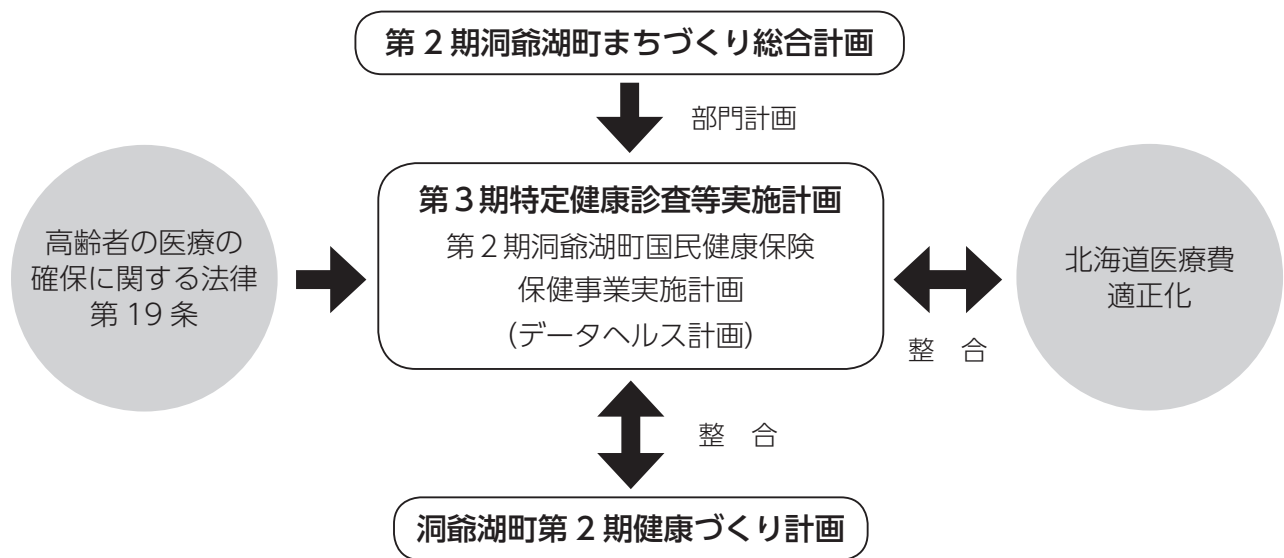 第2期洞爺湖町まちづくり総合計画
部門計画
高齢者の医療の
確保に関する法律
第19条
第3期特定健康診査等実施計画
第2期洞爺湖町国民健康保険
保健事業実施計画
(データヘルス計画)
北海道医療費
適正化
整　合
整　合
洞爺湖町第2期健康づくり計画